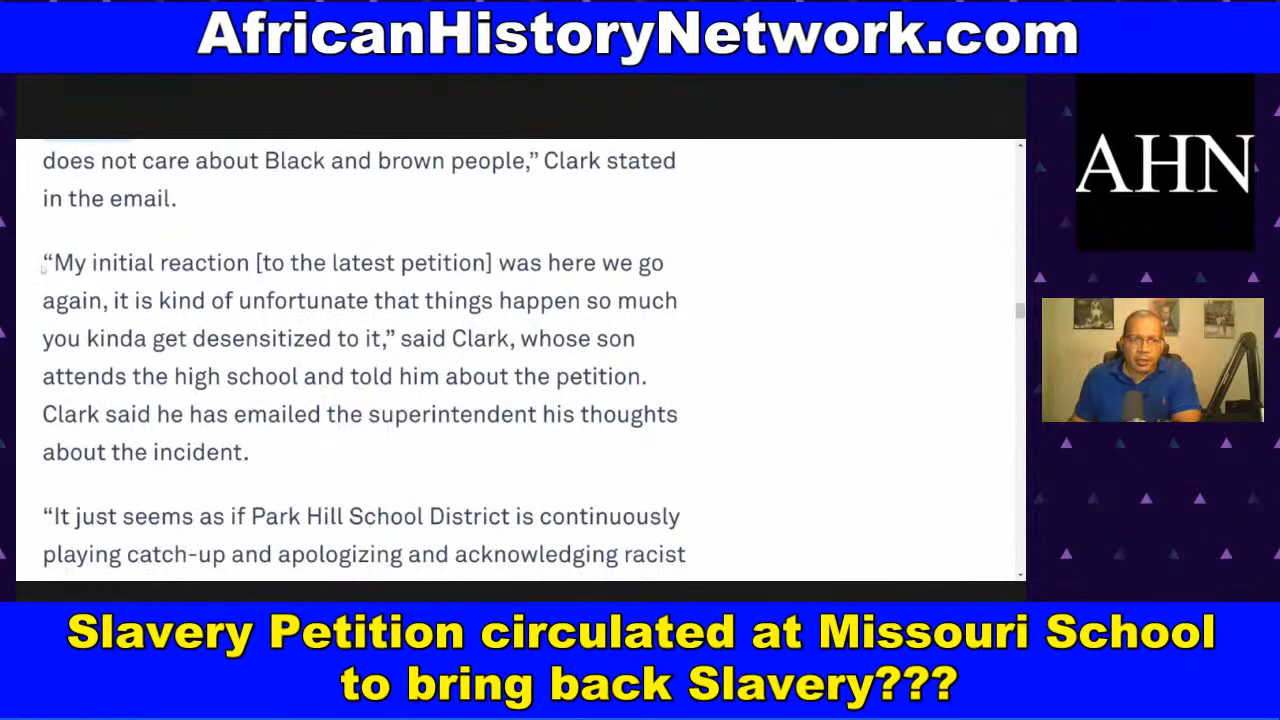 AfricanHistoryNetwork.com
does not care about Black and brown people,” Clark stated
in the email.
“My initial reaction [to the latest petition] was here we go
again, it is kind of unfortunate that things happen so much
you kinda get desensitized to it,” said Clark, whose son
attends the high school and told him about the petition.
Clark said he has emailed the superintendent his thoughts
about the incident.
“It just seems as if Park Hill School District is continuously
playing catch-up and apologizing and acknowledging racist
AHN
Slavery Petition circulated at Missouri School
to bring back Slavery???